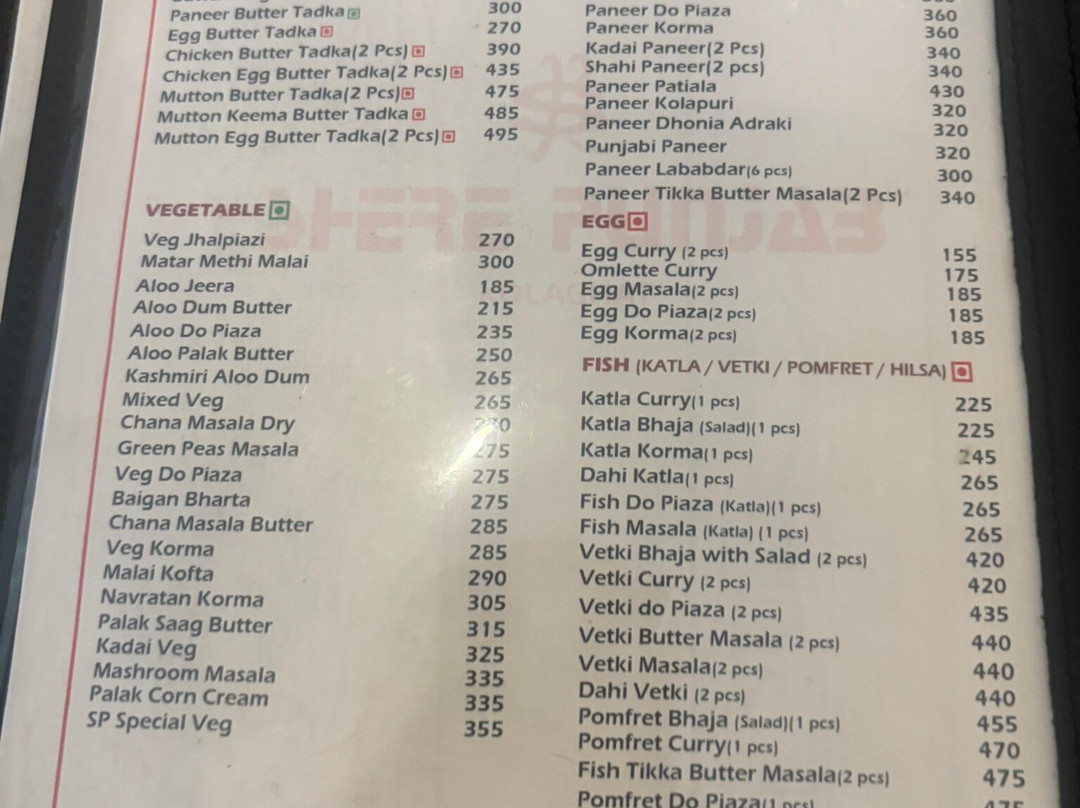 Paneer Butter Tadka 300
Egg Butter Tadka 270
Chicken Butter Tadka(2 Pcs) 390
Chicken Egg Butter Tadka(2 Pcs) 435
Mutton Butter Tadka(2 Pcs) 475
Mutton Keema Butter Tadka 485
Mutton Egg Butter Tadka(2 Pcs) 495
VEGETABLE
Veg Jhalpiazi 270
Matar Methi Malai 300
Aloo Jeera 185
Aloo Dum Butter 215
Aloo Do Piaza 235
Aloo Palak Butter 250
Kashmiri Aloo Dum 265
Mixed Veg 265
Chana Masala Dry
Green Peas Masala
Veg Do Piaza 275
Baigan Bharta 275
Chana Masala Butter 285
Veg Korma 285
Malai Kofta 290
Navratan Korma 305
Palak Saag Butter 315
Kadai Veg 325
Mashroom Masala 335
Palak Corn Cream 335
SP Special Veg 355
Paneer Do Piaza 360
Paneer Korma 360
Kadai Paneer(2 Pcs) 340
Shahi Paneer(2 pcs) 340
Paneer Patiala 430
Paneer Kolapuri 320
Paneer Dhonia Adraki 320
Punjabi Paneer 320
Paneer Lababdar(6 pcs) 300
Paneer Tikka Butter Masala(2 Pcs) 340
EGG
Egg Curry (2 pcs) 155
Omlette Curry 175
Egg Masala(2 pcs) 185
Egg Do Piaza(2 pcs) 185
Egg Korma(2 pcs) 185
FISH (KATLA / VETKI / POMFRET / HILSA)
Katla Curry(1 pcs) 225
Katla Bhaja (Salad)(1 pcs) 225
Katla Korma(1 pcs) 245
Dahi Katla(1 pcs) 265
Fish Do Piaza (Katla)(1 pcs) 265
Fish Masala (Katla) (1 pcs) 265
Vetki Bhaja with Salad (2 pcs) 420
Vetki Curry (2 pcs) 420
Vetki do Piaza (2 pcs) 435
Vetki Butter Masala (2 pcs) 440
Vetki Masala(2 pcs) 440
Dahi Vetki (2 pcs) 440
Pomfret Bhaja (Salad)(1 pcs) 455
Pomfret Curry(1 pcs) 470
Fish Tikka Butter Masala(2 pcs) 475
Pomfret Do Piaza(1 pcs)